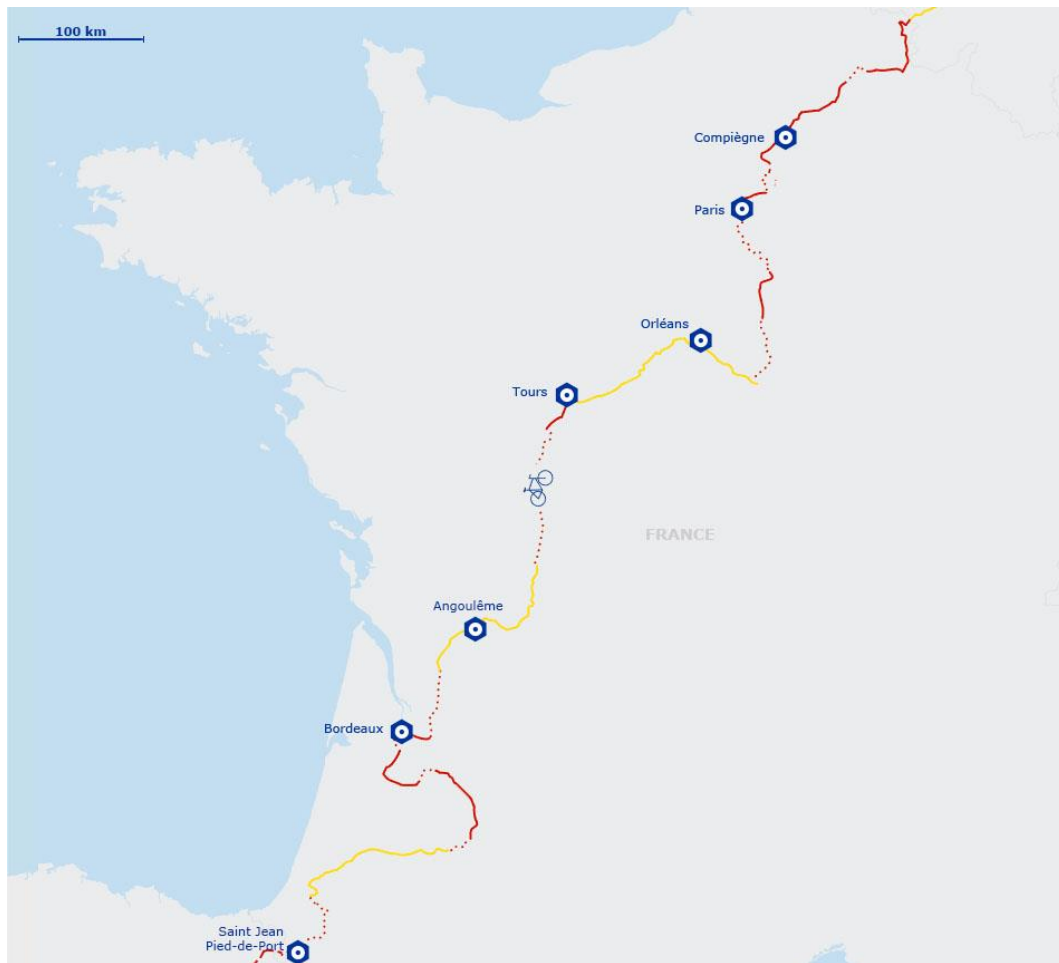 100 km
Compiègne
Paris
Orléans
Tours
FRANCE
Angoulême
Bordeaux
Saint Jean
Pied-de-Port